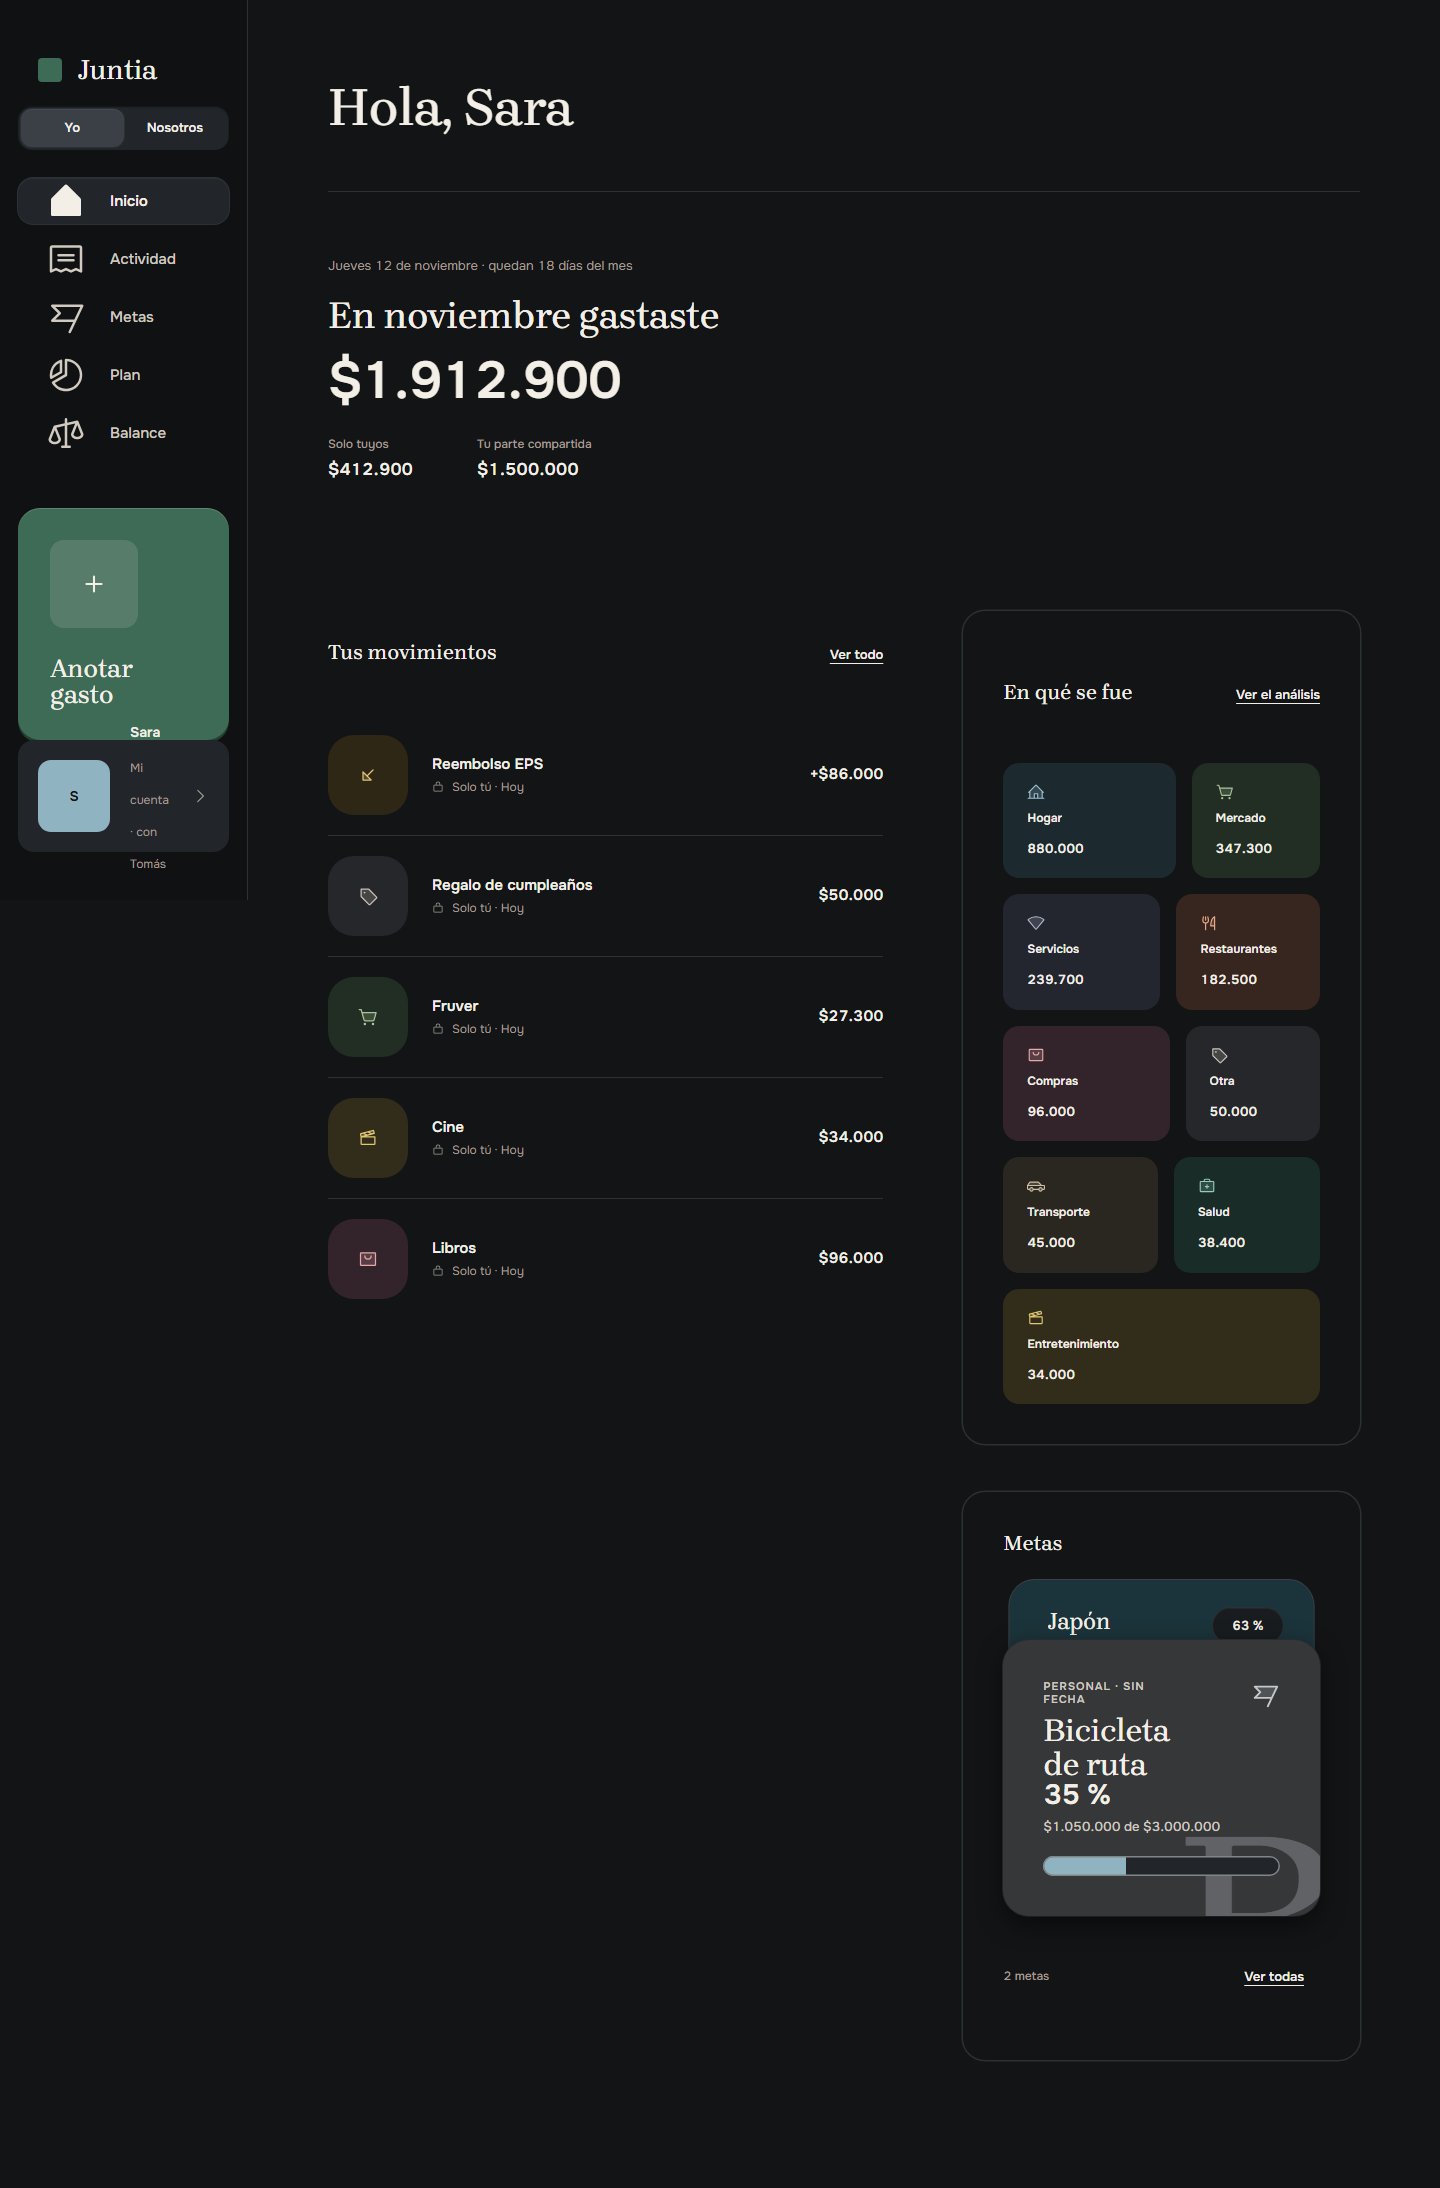 Juntia
Yo
Nosotros
Inicio
Actividad
Metas
Plan
Balance
Anotar
gasto
S
Sara
Mi
cuenta
· con
Tomás
Hola, Sara
Jueves 12 de noviembre · quedan 18 días del mes
En noviembre gastaste
$1.912.900
Solo tuyos
$412.900
Tu parte compartida
$1.500.000
Tus movimientos
Ver todo
Reembolso EPS
Solo tú · Hoy
+$86.000
Regalo de cumpleaños
Solo tú · Hoy
$50.000
Fruver
Solo tú · Hoy
$27.300
Cine
Solo tú · Hoy
$34.000
Libros
Solo tú · Hoy
$96.000
En qué se fue
Ver el análisis
Hogar
880.000
Mercado
347.300
Servicios
239.700
Restaurantes
182.500
Compras
96.000
Otra
50.000
Transporte
45.000
Salud
38.400
Entretenimiento
34.000
Metas
Japón
63 %
PERSONAL · SIN
FECHA
Bicicleta
de ruta
35 %
$1.050.000 de $3.000.000
2 metas
Ver todas